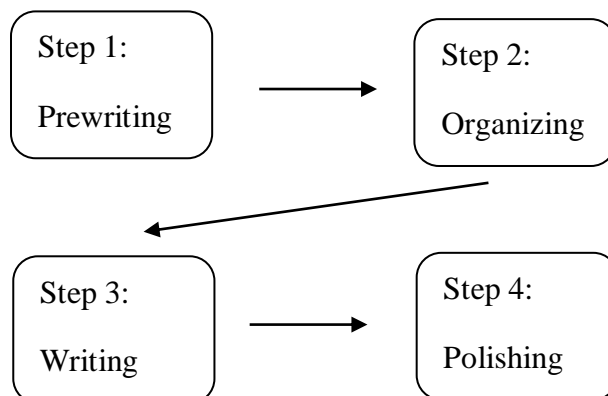 Step 1:
Prewriting
Step 2:
Organizing
Step 3:
Writing
Step 4:
Polishing